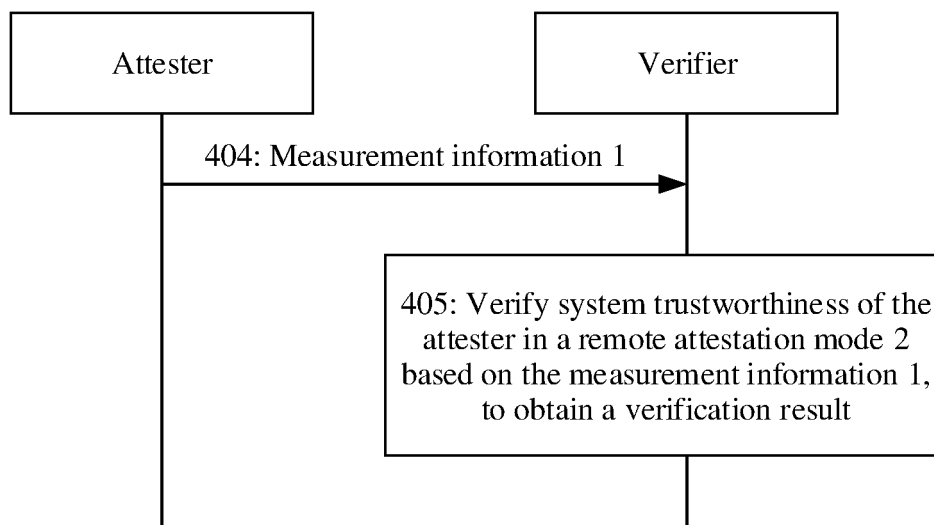 Attester
Verifier
404: Measurement information 1
405: Verify system trustworthiness of the
attester in a remote attestation mode 2
based on the measurement information 1,
to obtain a verification result